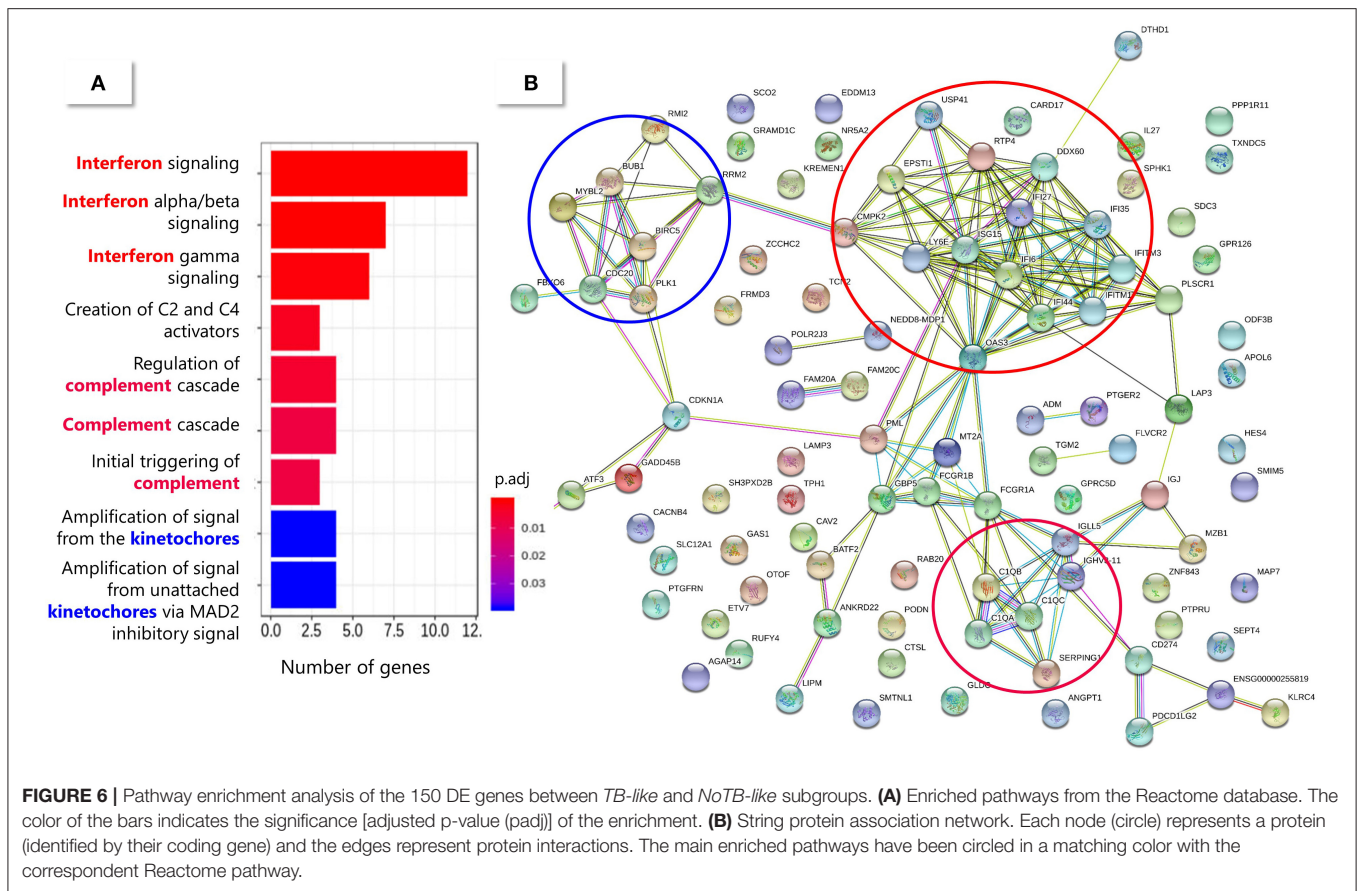 A
Interferon signaling
Interferon alpha/beta
signaling
Interferon gamma
signaling
Creation of C2 and C4
activators
Regulation of
complement cascade
Complement cascade
Initial triggering of
complement
Amplification of signal
from the kinetochores
Amplification of signal
from unattached
kinetochores via MAD2
inhibitory signal
0.0 2.5 5.0 7.5 10.0 12.
Number of genes
p.adj
0.01
0.02
0.03
B
DTHD1
SCO2
EDDM13
USP41
CARD17
PPP1R11
RMI2
GRAMD1C
NR5A2
RTP4
DDX60
IL27
TXNDC5
BUB1
RRM2
KREMEN1
EPSTI1
SPHK1
MYBL2
IFI27
IFI35
SDC3
CMPK2
BIRC5
LY6E
ISG15
GPR126
ZCCHC2
IFI6
IFITM3
CDC20
PLK1
FBXO6
FRMD3
TCN2
IFI44
IFITM1
PLSCR1
NEDD8-MDP1
POLR2J3
OAS3
ODF3B
APOL6
FAM20A
FAM20C
LAP3
CDKN1A
ADM
PTGER2
PML
MT2A
TGM2
FLVCR2
HES4
LAMP3
GADD45B
ATF3
SH3PXD2B
TPH1
GBP5
FCGR1B
FCGR1A
GPRC5D
IGJ
SMIM5
CACNB4
GAS1
CAV2
IGLL5
MZB1
SLC12A1
BATF2
RAB20
C1QB
ZNF843
MAP7
OTOF
PTGFRN
C1QC
PTPRU
ETV7
ANKRD22
PODN
C1QA
RUFY4
CTSL
SERPING1
CD274
SEPT4
AGAP14
LIPM
SMTNL1
ANGPT1
ENSG00000255819
KLRC4
PDCD1LG2
FIGURE 6 | Pathway enrichment analysis of the 150 DE genes between TB-like and NoTB-like subgroups. (A) Enriched pathways from the Reactome database. The
color of the bars indicates the significance [adjusted p-value (padj)] of the enrichment. (B) String protein association network. Each node (circle) represents a protein
(identified by their coding gene) and the edges represent protein interactions. The main enriched pathways have been circled in a matching color with the
correspondent Reactome pathway.